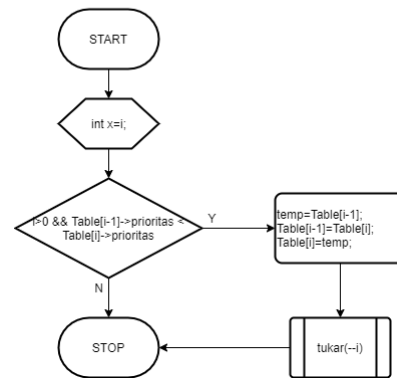 START
int x=i;
i>0 && Table[i-1]->prioritas <
Table[i]->prioritas
Y
temp=Table[i-1];
Table[i-1]=Table[i];
Table[i]=temp;
N
STOP
tukar(--i)